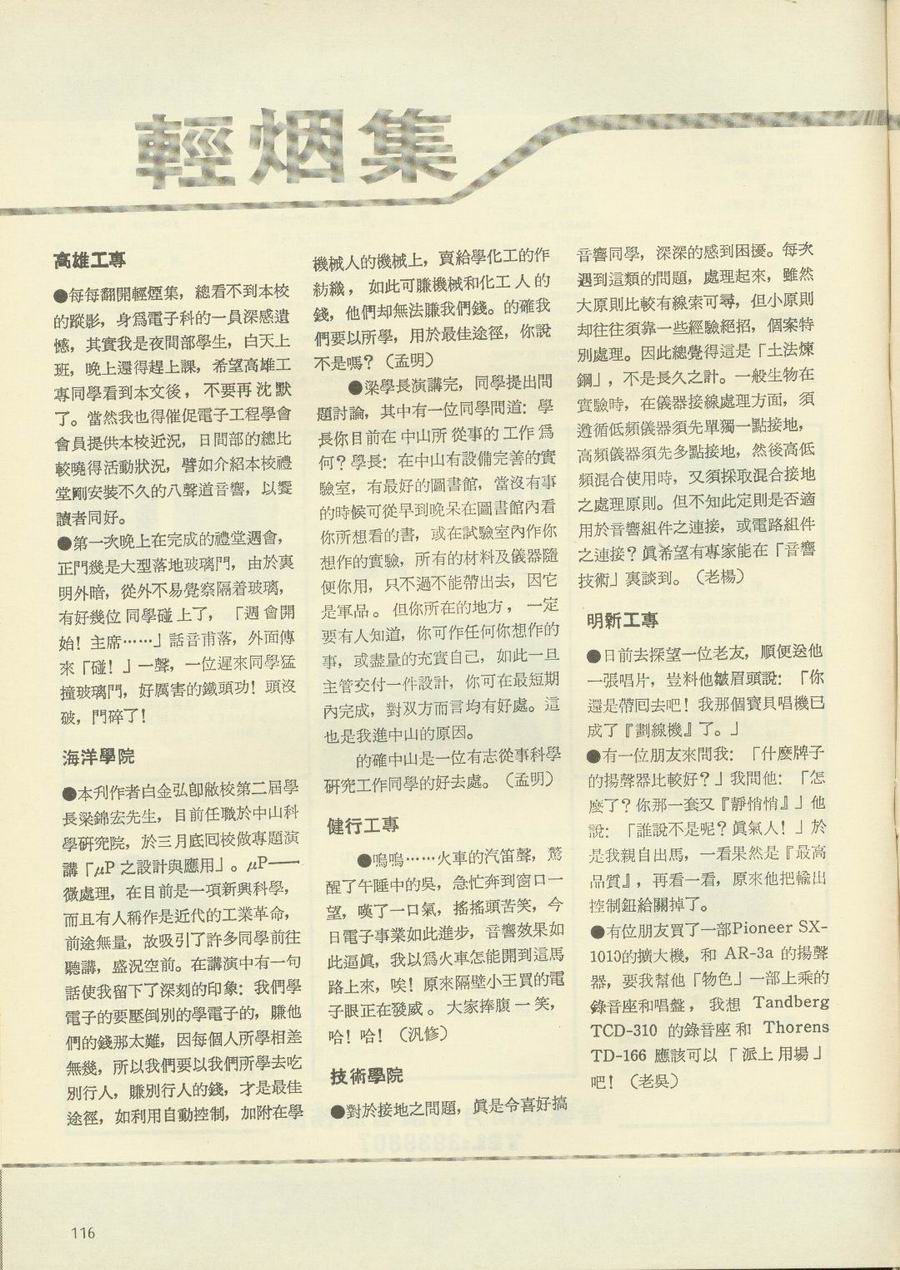 輕烟集
高雄工專
●每每翻開輕煙集，總看不到本校
的蹤影，身爲電子科的一員深感遺
憾，其實我是夜間部學生，白天上
班，晚上還得趕上課，希望高雄工
專同學看到本文後，不要再沈默
了。當然我也得催促電子工程學會
會員提供本校近況，日間部的總比
較曉得活動狀況，譬如介紹本校禮
堂剛安裝不久的八聲道音響，以饗
讀者同好。
●第一次晚上在完成的禮堂週會，
正門幾是大型落地玻璃門，由於裏
明外暗，從外不易覺察隔着玻璃，
有好幾位同學碰上了，「週會開
始！主席……」話音甫落，外面傳
來「碰！」一聲，一位遲來同學猛
撞玻璃門，好厲害的鐵頭功！頭沒
破，門碎了！
海洋學院
●本刋作者白金弘卽敝校第二屆學
長梁錦宏先生，目前任職於中山科
學硏究院，於三月底囘校做專題演
講「μP 之設計與應用」。μP——
微處理，在目前是一項新興科學，
而且有人稱作是近代的工業革命，
前途無量，故吸引了許多同學前往
聽講，盛況空前。在講演中有一句
話使我留下了深刻的印象：我們學
電子的要壓倒別的學電子的，賺他
們的錢那太難，因每個人所學相差
無幾，所以我們要以我們所學去吃
別行人，賺別行人的錢，才是最佳
途徑，如利用自動控制，加附在學
機械人的機械上，賣給學化工的作
紡織，如此可賺機械和化工人的
錢，他們却無法賺我們錢。的確我
們要以所學，用於最佳途徑，你說
不是嗎？（孟明）
●梁學長演講完，同學提出問
題討論，其中有一位同學問道：學
長你目前在中山所從事的工作爲
何？學長：在中山有設備完善的實
驗室，有最好的圖書館，當沒有事
的時候可從早到晚呆在圖書館內看
你所想看的書，或在試驗室內作你
想作的實驗，所有的材料及儀器隨
便你用，只不過不能帶出去，因它
是軍品。但你所在的地方，一定
要有人知道，你可作任何你想作的
事，或盡量的充實自己，如此一旦
主管交付一件設計，你可在最短期
內完成，對双方而言均有好處。這
也是我進中山的原因。
的確中山是一位有志從事科學
硏究工作同學的好去處。（孟明）
健行工專
●嗚嗚……火車的汽笛聲，驚
醒了午睡中的吳，急忙奔到窗口一
望，嘆了一口氣，搖搖頭苦笑，今
日電子事業如此進步，音響效果如
此逼眞，我以爲火車怎能開到這馬
路上來，唉！原來隔壁小王買的電
子眼正在發威。大家捧腹一笑，
哈！哈！（汎修）
技術學院
●對於接地之問題，眞是令喜好搞
音響同學，深深的感到困擾。每次
遇到這類的問題，處理起來，雖然
大原則比較有線索可尋，但小原則
却往往須靠一些經驗絕招，個案特
別處理。因此總覺得這是「土法煉
鋼」，不是長久之計。一般生物在
實驗時，在儀器接線處理方面，須
遵循低頻儀器須先單獨一點接地，
高頻儀器須先多點接地，然後高低
頻混合使用時，又須採取混合接地
之處理原則。但不知此定則是否適
用於音響組件之連接，或電路組件
之連接？眞希望有專家能在「音響
技術」裏談到。（老楊）
明新工專
●日前去探望一位老友，順便送他
一張唱片，豈料他皺眉頭說：「你
還是帶囘去吧！我那個寶貝唱機已
成了『劃線機』了。」
●有一位朋友來問我：「什麽牌子
的揚聲器比較好？」我問他：「怎
麽了？你那一套又『靜悄悄』」他
說：「誰說不是呢？眞氣人！」於
是我親自出馬，一看果然是『最高
品質』，再看一看，原來他把輸出
控制鈕給關掉了。
●有位朋友買了一部Pioneer SX-
1010的擴大機，和 AR-3a 的揚聲
器，要我幫他「物色」一部上乘的
錄音座和唱盤，我想 Tandberg
TCD-310 的錄音座和 Thorens
TD-166 應該可以「派上用場」
吧！（老吳）
116